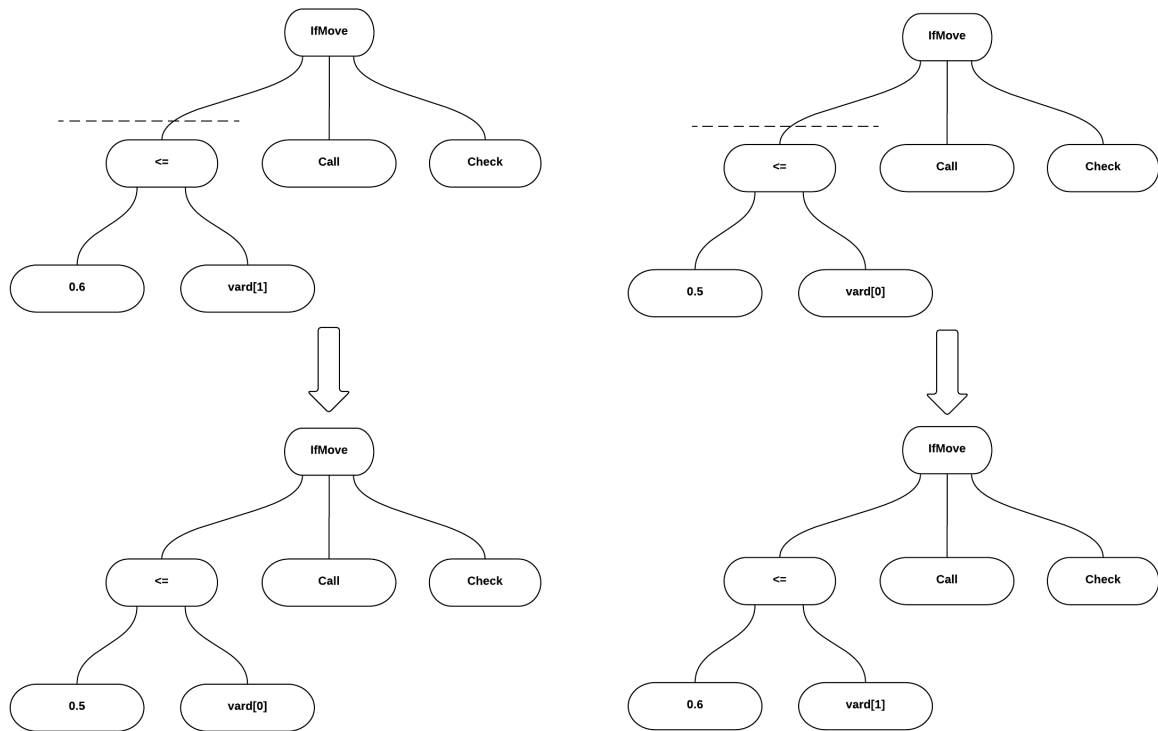 IfMove
<=
Call
Check
0.6
vard[1]
IfMove
<=
Call
Check
0.5
vard[0]
IfMove
<=
Call
Check
0.5
vard[0]
IfMove
<=
Call
Check
0.6
vard[1]